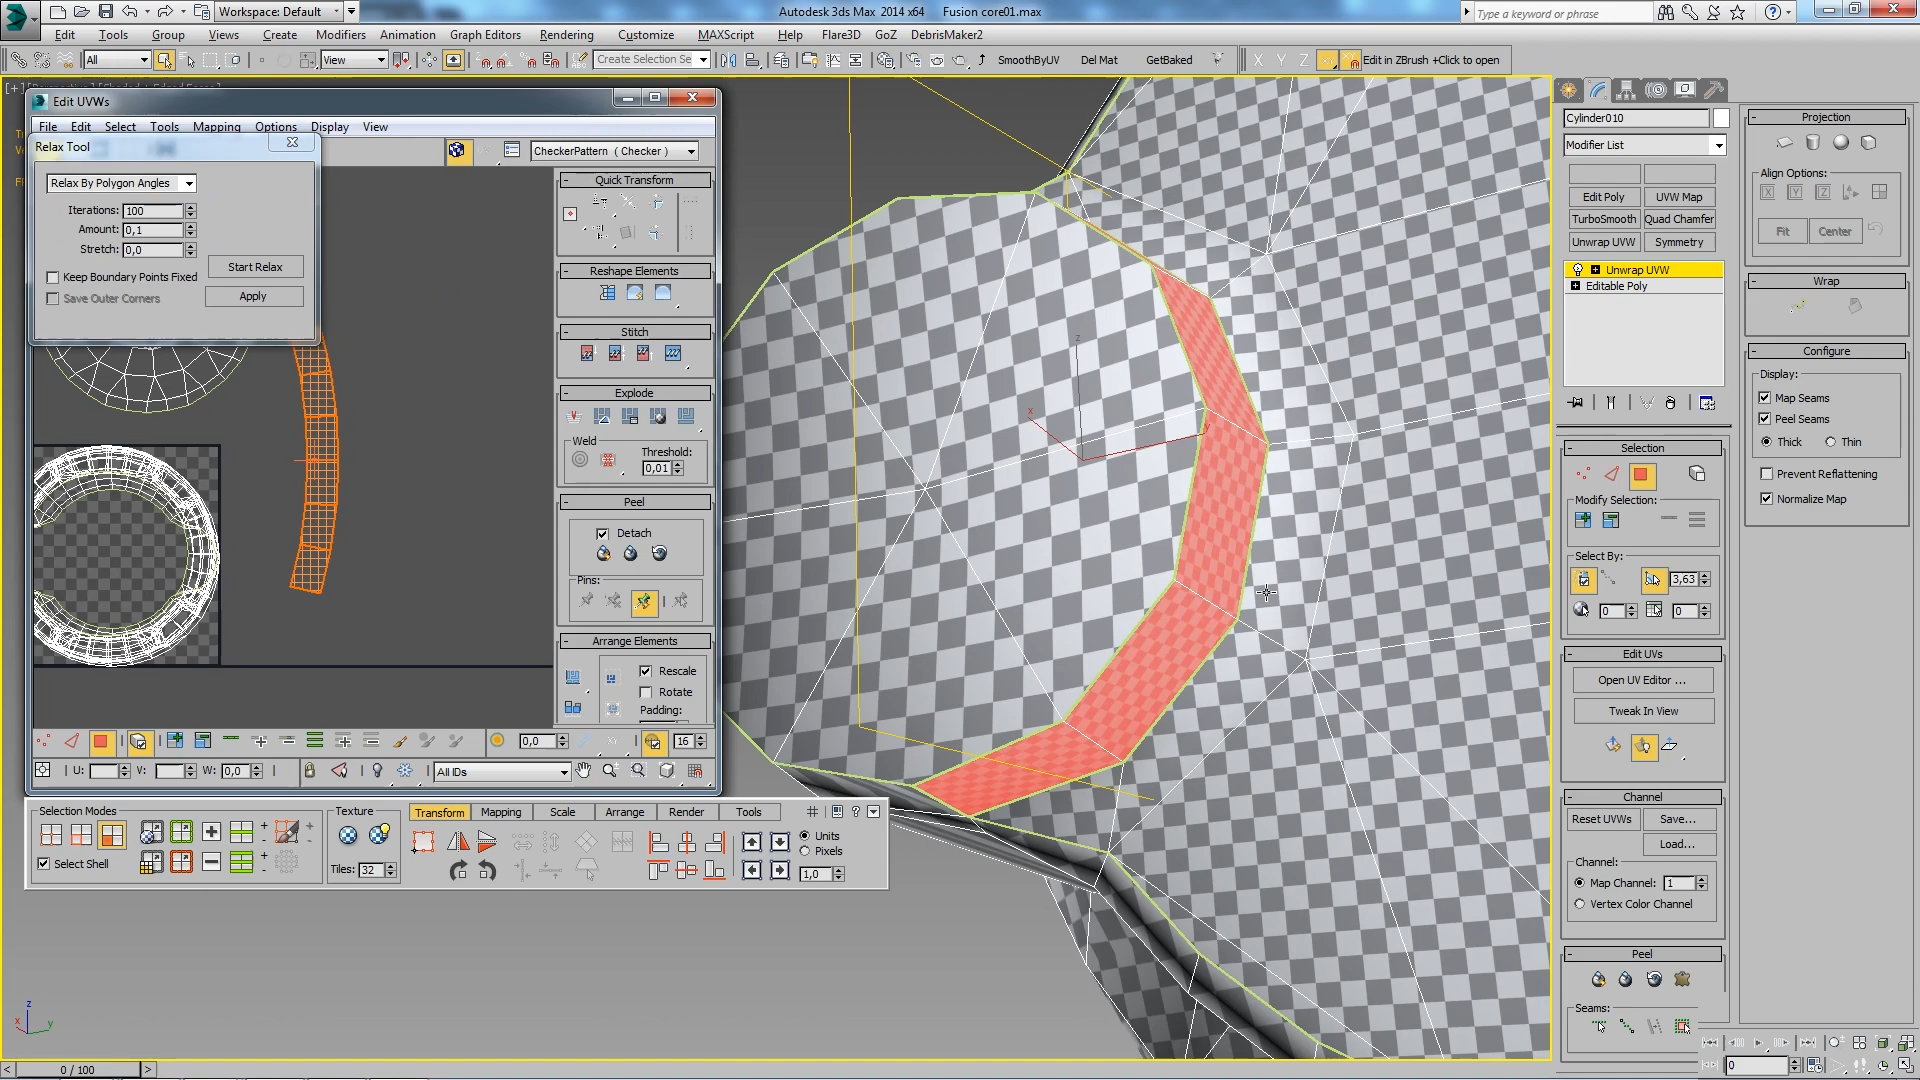 Workspace: Default
Autodesk 3ds Max 2014 x64 Fusion core01.max
Type a keyword or phrase
Edit Tools Group Views Create Modifiers Animation Graph Editors Rendering Customize MAXScript Help Flare3D GoZ DebrisMaker2
All
View
Create Selection Se
SmoothByUV Del Mat GetBaked
X Y Z
Edit in ZBrush +Click to open
Edit UVWs
File Edit Select Tools Mapping Options Display View
Relax Tool
CheckerPattern ( Checker )
Relax By Polygon Angles
Iterations: 100
Amount: 0,1
Stretch: 0,0
Start Relax
Keep Boundary Points Fixed
Save Outer Corners
Apply
Quick Transform
Reshape Elements
Stitch
Explode
Weld
Threshold:
0,01
Peel
Detach
Pins:
Arrange Elements
Rescale
Rotate
Padding:
0,0
16
U: V: W: 0,0
All IDs
Selection Modes
Select Shell
Texture
Tiles: 32
Transform Mapping Scale Arrange Render Tools
Units
Pixels
1,0
x
y
z
0 / 100
Cylinder010
Modifier List
Edit Poly UVW Map
TurboSmooth Quad Chamfer
Unwrap UVW Symmetry
Unwrap UVW
Editable Poly
Selection
Modify Selection:
Select By:
3,63
0 0
Edit UVs
Open UV Editor ...
Tweak In View
Channel
Reset UVWs Save...
Load...
Channel:
Map Channel: 1
Vertex Color Channel
Peel
Seams:
Projection
Align Options:
X Y Z
Fit Center
Wrap
Configure
Display:
Map Seams
Peel Seams
Thick Thin
Prevent Reflattening
Normalize Map
0